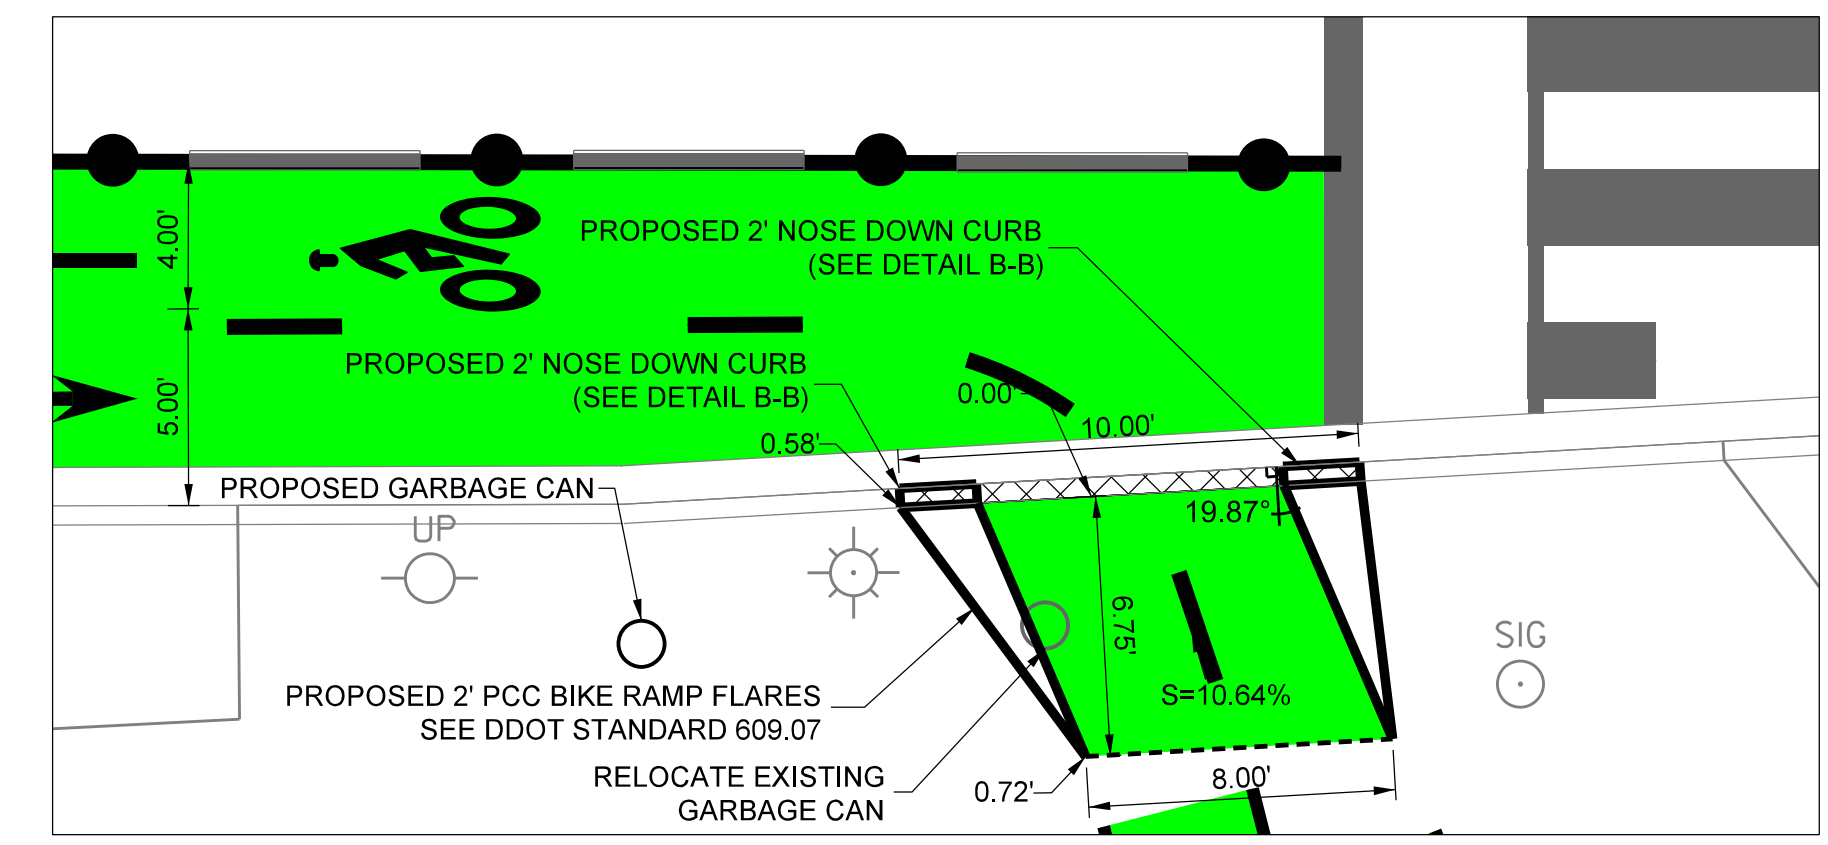 PROPOSED 2' NOSE DOWN CURB
(SEE DETAIL B-B)
4.00'
PROPOSED 2' NOSE DOWN CURB
(SEE DETAIL B-B)
0.00'
5.00'
10.00'
0.58'
PROPOSED GARBAGE CAN
UP
19.87°
6.75'
SIG
PROPOSED 2' PCC BIKE RAMP FLARES
SEE DDOT STANDARD 609.07
S=10.64%
RELOCATE EXISTING
GARBAGE CAN
0.72'
8.00'